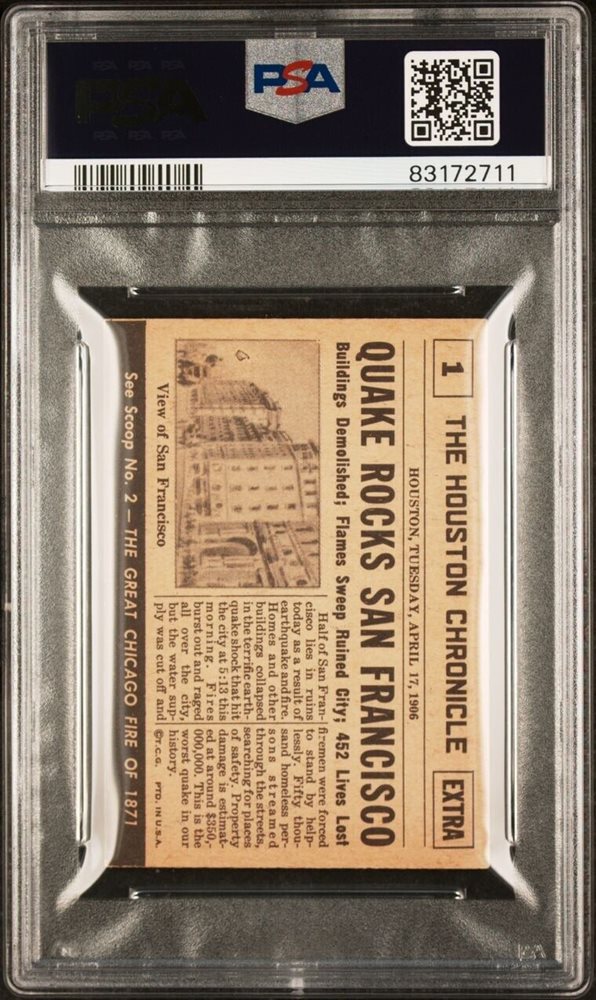 PSA
83172711
1 THE HOUSTON CHRONICLE EXTRA
HOUSTON, TUESDAY, APRIL 17, 1906
QUAKE ROCKS SAN FRANCISCO
Buildings Demolished; Flames Sweep Ruined City; 452 Lives Lost
View of San Francisco
Half of San Fran-
cisco lies in ruins
today as a result of
earthquake and fire.
Homes and other
buildings collapsed
in the terrific earth-
quake shock that hit
the city at 5:13 this
morning. Fires
burst out and raged
all over the city,
but the water sup-
ply was cut off and
firemen were forced
to stand by help-
lessly. Fifty thou-
sand homeless per-
sons streamed
through the streets,
searching for places
of safety. Property
damage is estimat-
ed at around $350,-
000,000. This is the
worst quake in our
history.
©T.C.G. PTD. IN U.S.A.
See Scoop No. 2 — THE GREAT CHICAGO FIRE OF 1871